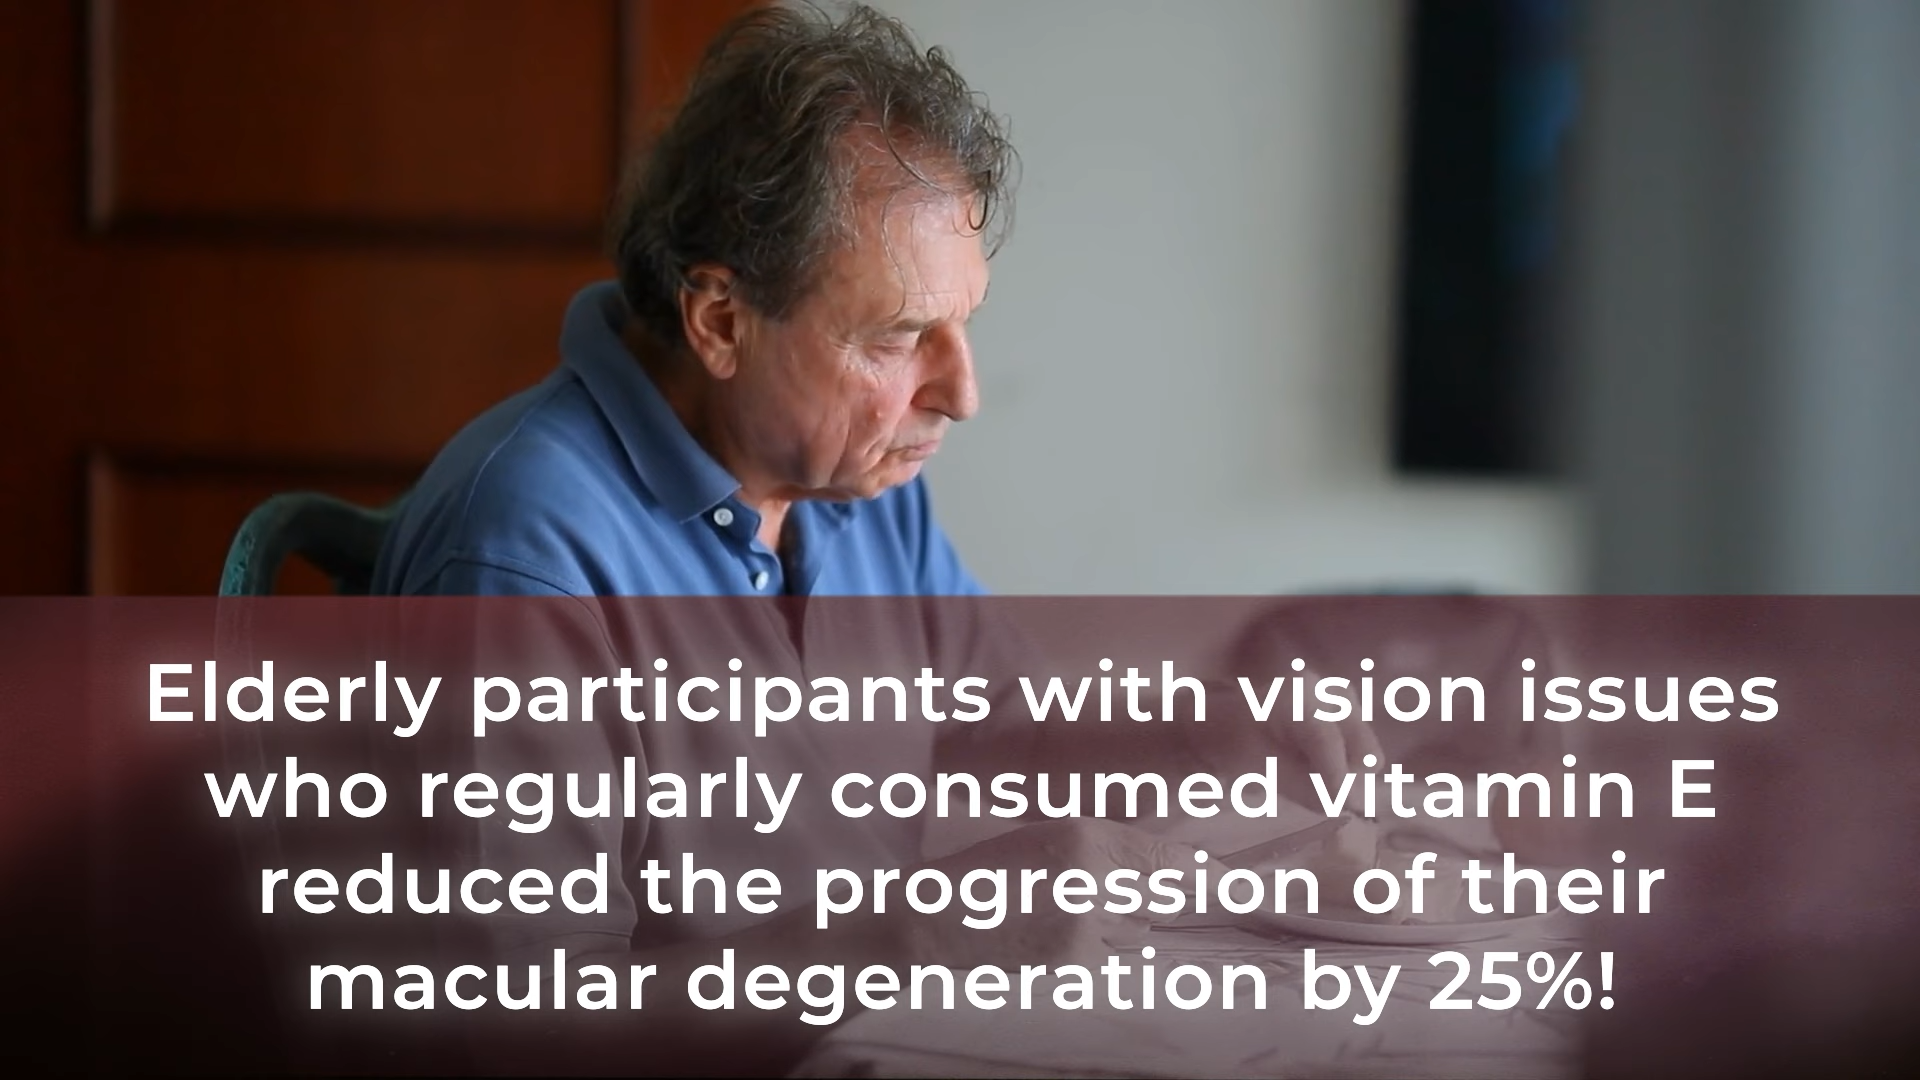 Elderly participants with vision issues
who regularly consumed vitamin E
reduced the progression of their
macular degeneration by 25%!